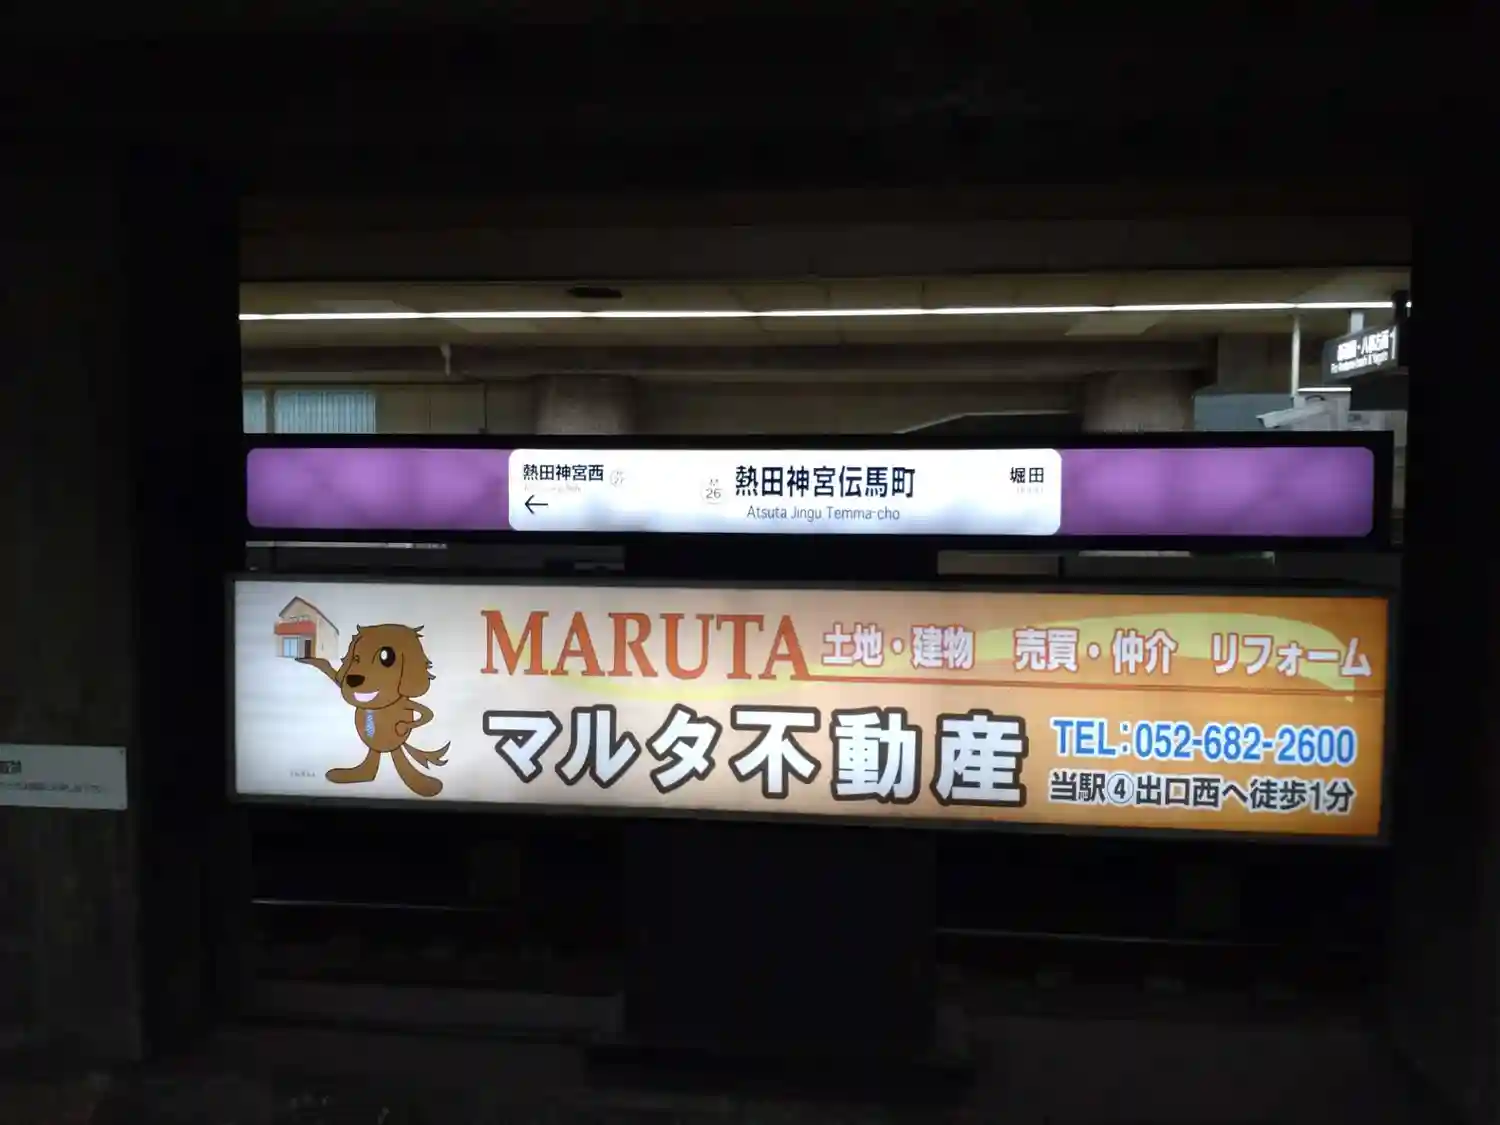 熱田神宮西
←
M
26
熱田神宮伝馬町
Atsuta Jingu Temma-cho
堀田
MARUTA
土地・建物 売買・仲介 リフォーム
マルタ不動産
TEL:052-682-2600
当駅④出口西へ徒歩1分